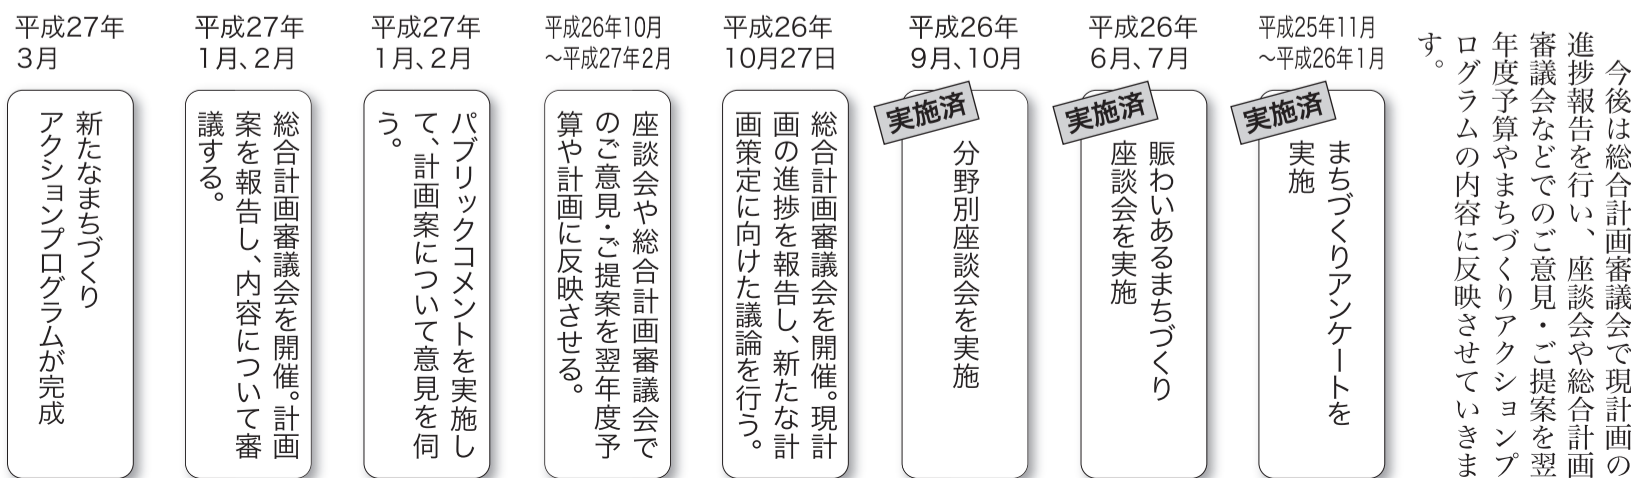 今後は総合計画審議会で現計画の
進捗報告を行い、座談会や総合計画
審議会などでのご意見・ご提案を翌
年度予算やまちづくりアクションプ
ログラムの内容に反映させていきま
す。
平成25年11月
～平成26年1月
実施済
まちづくりアンケートを
実施
平成26年
6月、7月
実施済
賑わいあるまちづくり
座談会を実施
平成26年
9月、10月
実施済
分野別座談会を実施
平成26年
10月27日
総合計画審議会を開催。現計
画の進捗を報告し、新たな計
画策定に向けた議論を行う。
平成26年10月
～平成27年2月
座談会や総合計画審議会で
のご意見・ご提案を翌年度予
算や計画に反映させる。
平成27年
1月、2月
パブリックコメントを実施し
て、計画案について意見を伺
う。
平成27年
1月、2月
総合計画審議会を開催。計画
案を報告し、内容について審
議する。
平成27年
3月
新たなまちづくり
アクションプログラムが完成